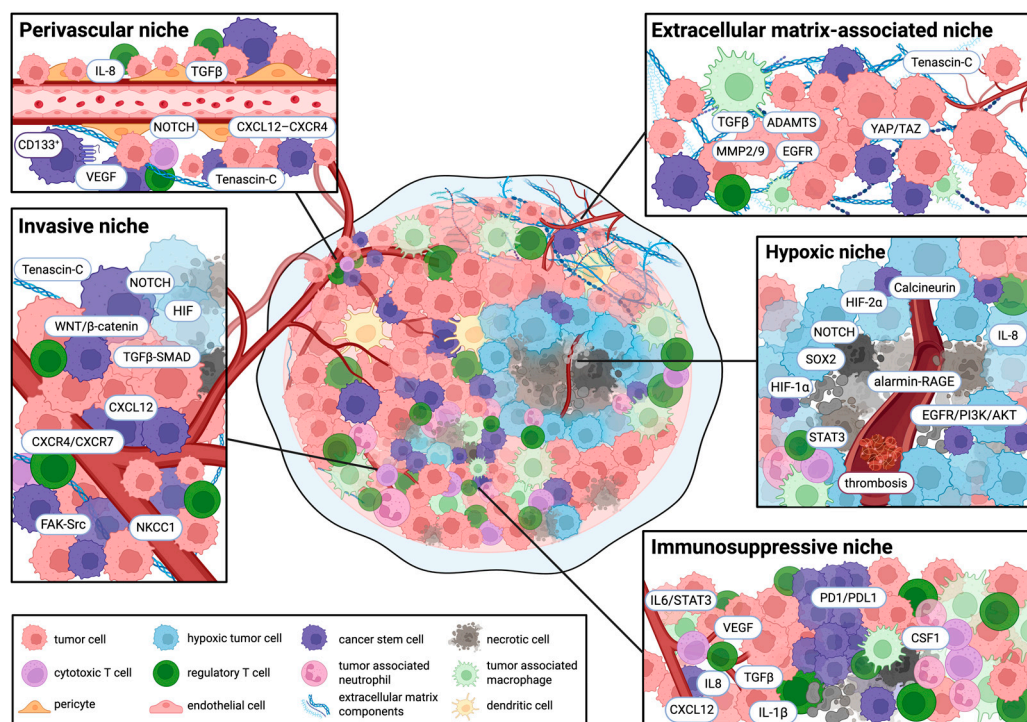 Perivascular niche
IL-8
TGFβ
NOTCH
CXCL12–CXCR4
CD133⁺
VEGF
Tenascin-C
Extracellular matrix-associated niche
Tenascin-C
TGFβ
ADAMTS
YAP/TAZ
MMP2/9
EGFR
Invasive niche
Tenascin-C
NOTCH
HIF
WNT/β-catenin
TGFβ-SMAD
CXCL12
CXCR4/CXCR7
FAK-Src
NKCC1
Hypoxic niche
Calcineurin
HIF-2α
NOTCH
IL-8
SOX2
HIF-1α
alarmin-RAGE
EGFR/PI3K/AKT
STAT3
thrombosis
Immunosuppressive niche
IL6/STAT3
PD1/PDL1
VEGF
CSF1
IL8
TGFβ
CXCL12
IL-1β
tumor cell
hypoxic tumor cell
cancer stem cell
necrotic cell
cytotoxic T cell
regulatory T cell
tumor associated
neutrophil
tumor associated
macrophage
pericyte
endothelial cell
extracellular matrix
components
dendritic cell